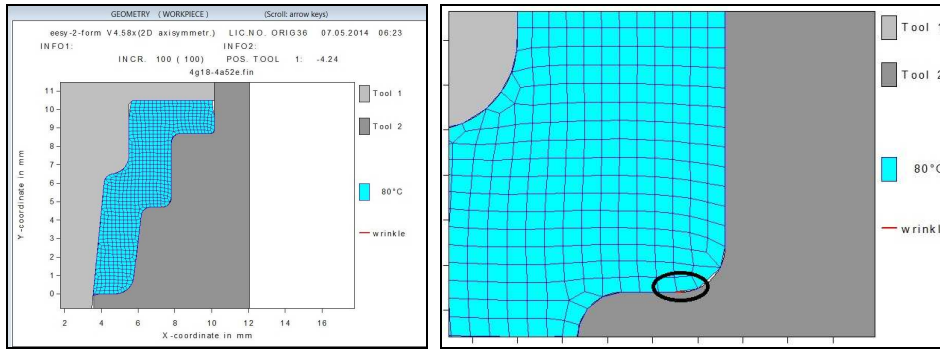 GEOMETRY ( WORKPIECE ) (Scroll: arrow keys)
eesy-2-form V4.58x(2D axisymmetr.) LIC.NO. ORIG36 07.05.2014 06:23
INFO1: INFO2:
INCR. 100 ( 100) POS. TOOL 1: -4.24
4g18-4a52e.fin
Y-coordinate in mm
11
10
9
8
7
6
5
4
3
2
1
0
2 4 6 8 10 12 14 16
X-coordinate in mm
Tool 1
Tool 2
80°C
wrinkle
Tool 1
Tool 2
80°C
wrinkle